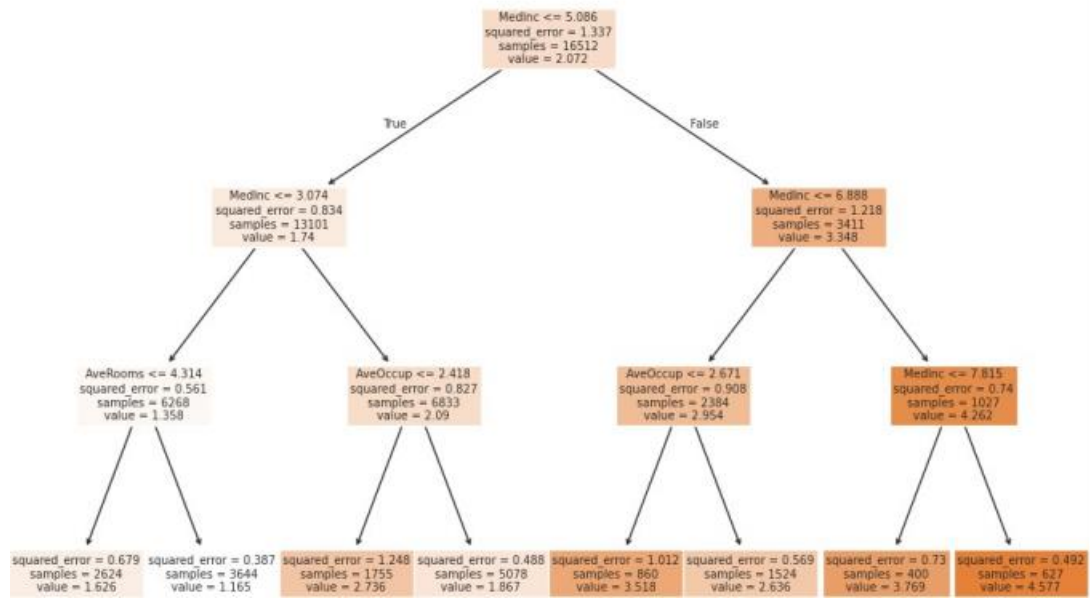 MedInc <= 5.086
squared_error = 1.337
samples = 16512
value = 2.072
True
False
MedInc <= 3.074
squared_error = 0.834
samples = 13101
value = 1.74
MedInc <= 6.888
squared_error = 1.218
samples = 3411
value = 3.348
AveRooms <= 4.314
squared_error = 0.561
samples = 6268
value = 1.358
AveOccup <= 2.418
squared_error = 0.827
samples = 6833
value = 2.09
AveOccup <= 2.671
squared_error = 0.908
samples = 2384
value = 2.954
MedInc <= 7.815
squared_error = 0.74
samples = 1027
value = 4.262
squared_error = 0.679
samples = 2624
value = 1.626
squared_error = 0.387
samples = 3644
value = 1.165
squared_error = 1.248
samples = 1755
value = 2.736
squared_error = 0.488
samples = 5078
value = 1.867
squared_error = 1.012
samples = 860
value = 3.518
squared_error = 0.569
samples = 1524
value = 2.636
squared_error = 0.73
samples = 400
value = 3.769
squared_error = 0.492
samples = 627
value = 4.577